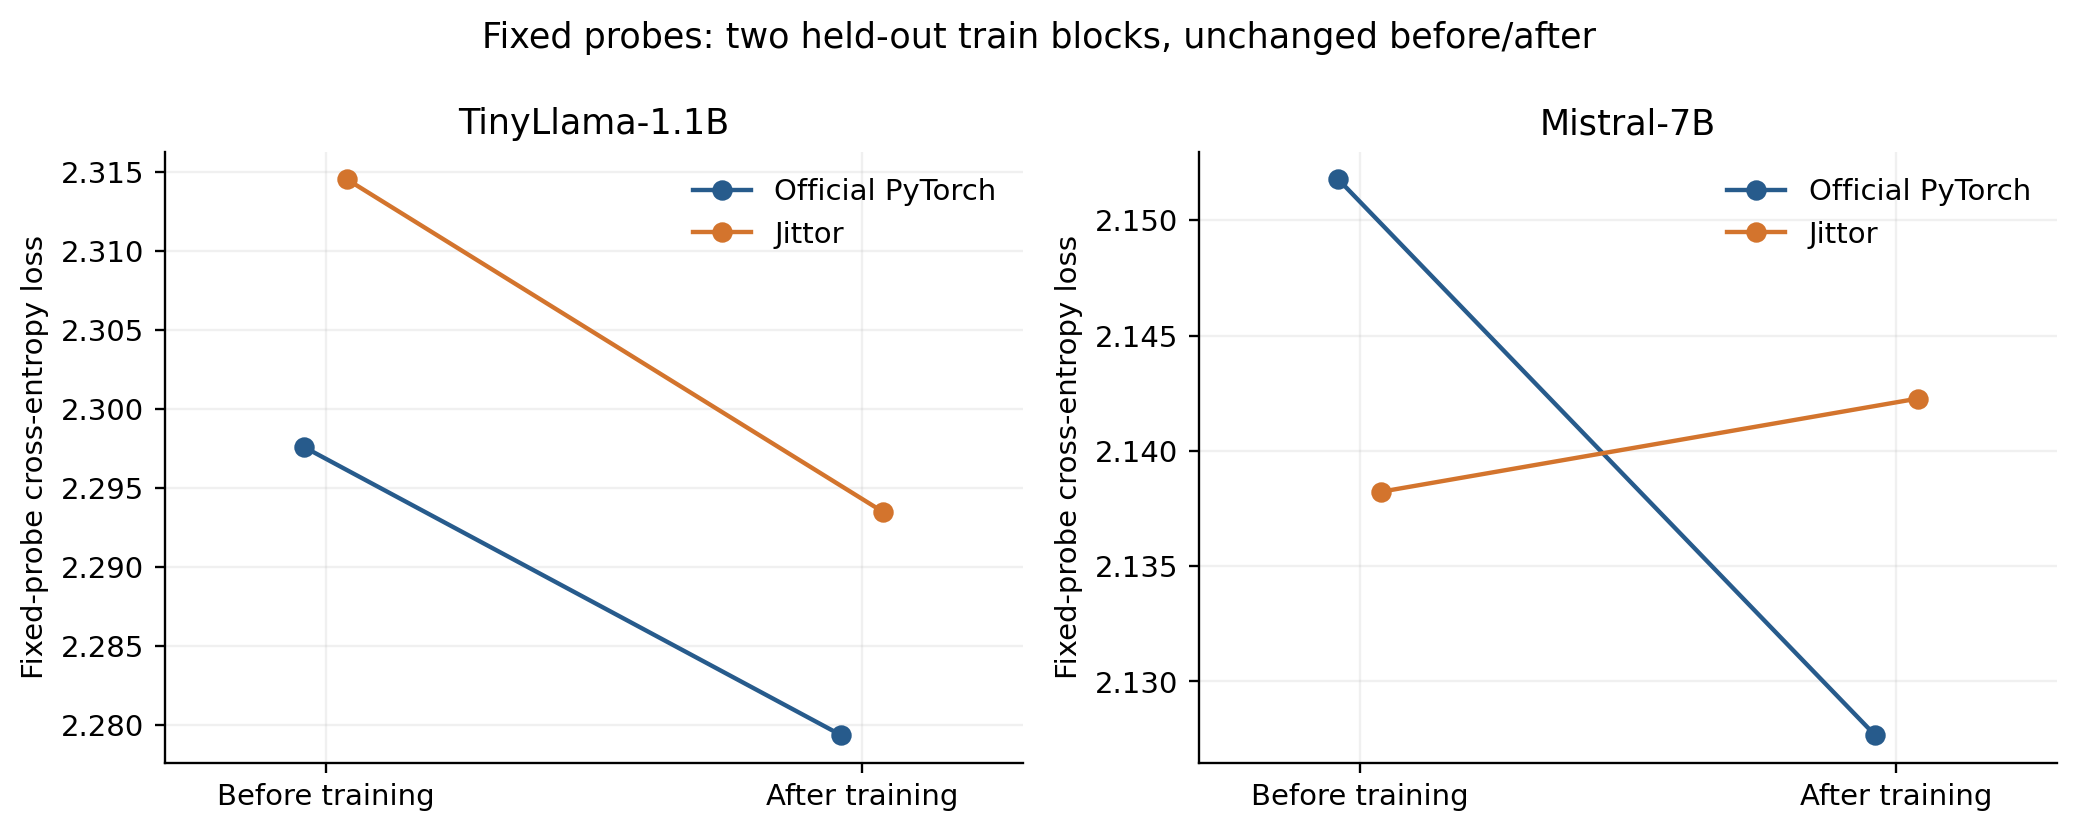 Fixed probes: two held-out train blocks, unchanged before/after
TinyLlama-1.1B
Fixed-probe cross-entropy loss
2.315
2.310
2.305
2.300
2.295
2.290
2.285
2.280
Official PyTorch
Jittor
Before training
After training
Mistral-7B
Fixed-probe cross-entropy loss
2.150
2.145
2.140
2.135
2.130
Official PyTorch
Jittor
Before training
After training